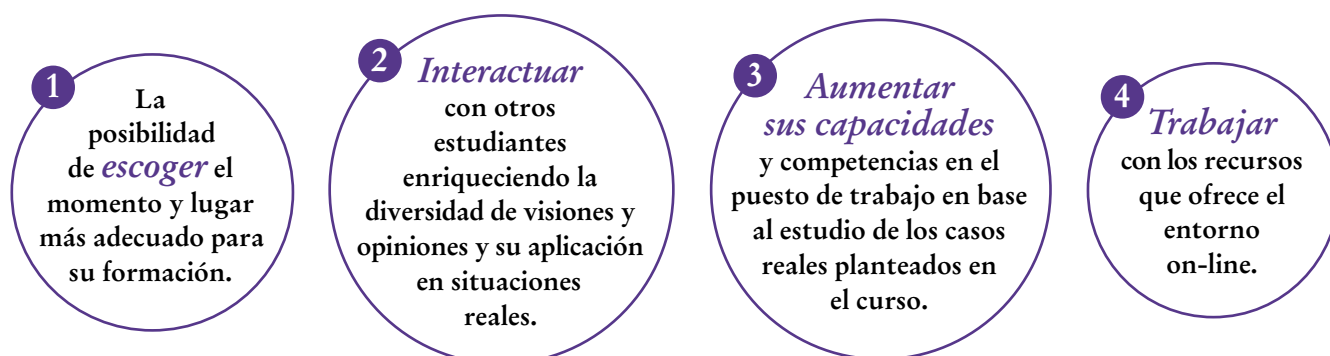 1
La
posibilidad
de escoger el
momento y lugar
más adecuado para
su formación.
2
Interactuar
con otros
estudiantes
enriqueciendo la
diversidad de visiones y
opiniones y su aplicación
en situaciones
reales.
3
Aumentar
sus capacidades
y competencias en el
puesto de trabajo en base
al estudio de los casos
reales planteados en
el curso.
4
Trabajar
con los recursos
que ofrece el
entorno
on-line.